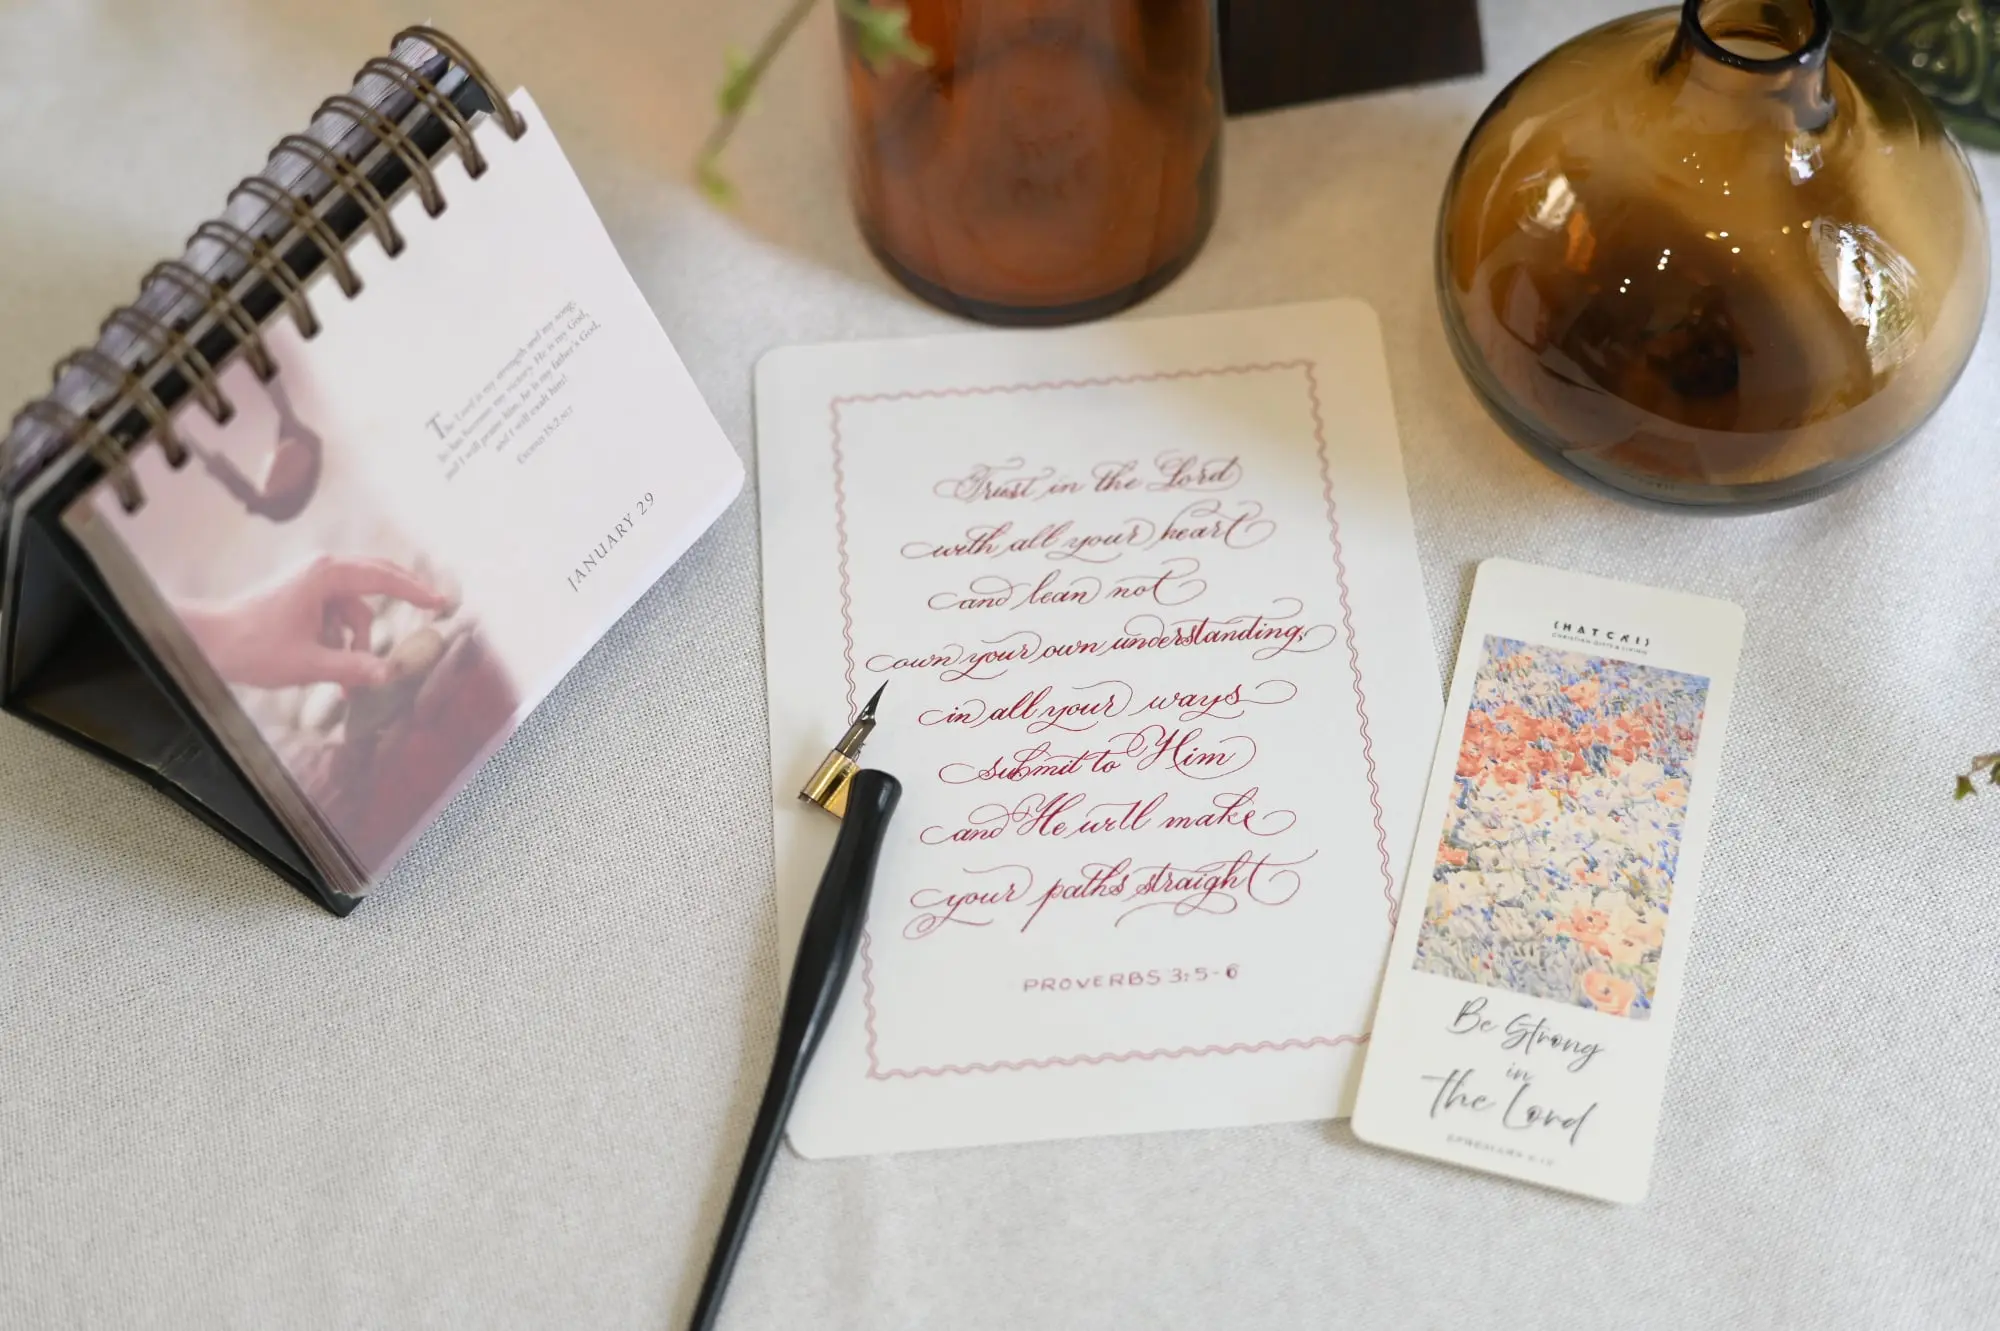 The Lord is my strength and my song;
he has become my victory. He is my God,
and I will praise him; he is my father's God,
and I will exalt him!
EXODUS 15:2, NLT
JANUARY 29
Trust in the Lord
with all your heart
and lean not
own your own understanding,
in all your ways
submit to Him
and He will make
your paths straight
PROVERBS 3:5-6
{HATCRI}
CHRISTIAN GIFTS & LIVING
Be Strong
in
The Lord
EPHESIANS 6:10